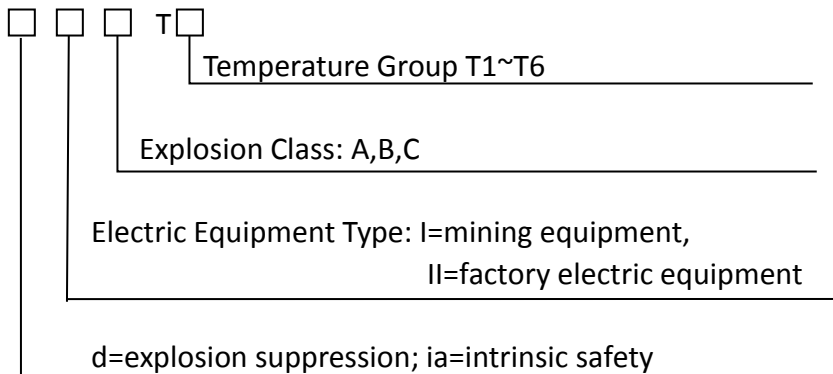 □ □ □ T□
Temperature Group T1~T6
Explosion Class: A,B,C
Electric Equipment Type: I=mining equipment,
II=factory electric equipment
d=explosion suppression; ia=intrinsic safety